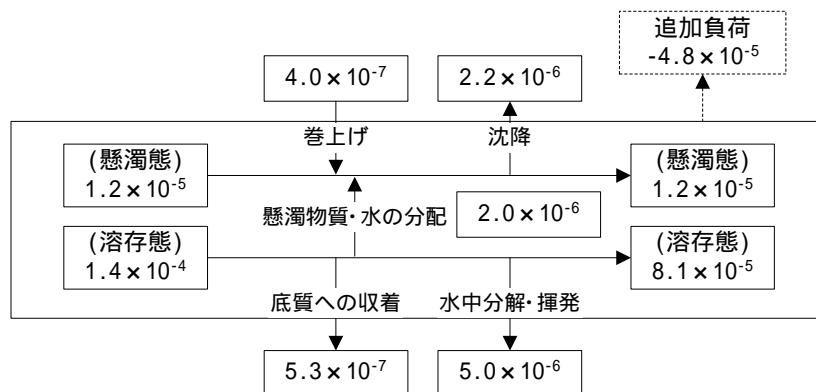 追加負荷
-4.8×10⁻⁵
4.0×10⁻⁷
2.2×10⁻⁶
巻上げ
沈降
(懸濁態)
1.2×10⁻⁵
(懸濁態)
1.2×10⁻⁵
懸濁物質・水の分配
2.0×10⁻⁶
(溶存態)
1.4×10⁻⁴
(溶存態)
8.1×10⁻⁵
底質への収着
水中分解・揮発
5.3×10⁻⁷
5.0×10⁻⁶